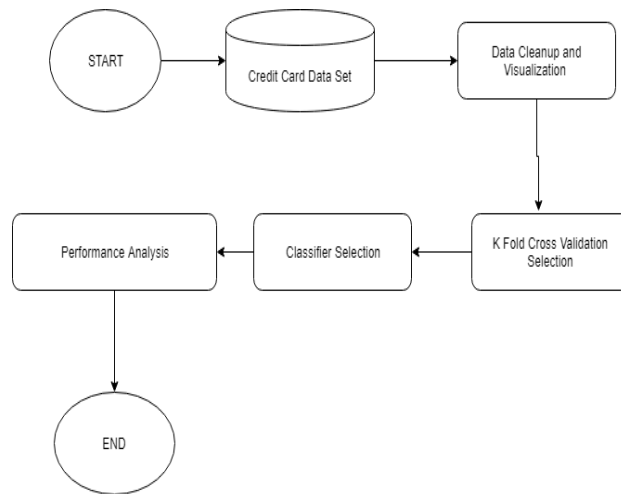 START
Credit Card Data Set
Data Cleanup and
Visualization
K Fold Cross Validation
Selection
Classifier Selection
Performance Analysis
END